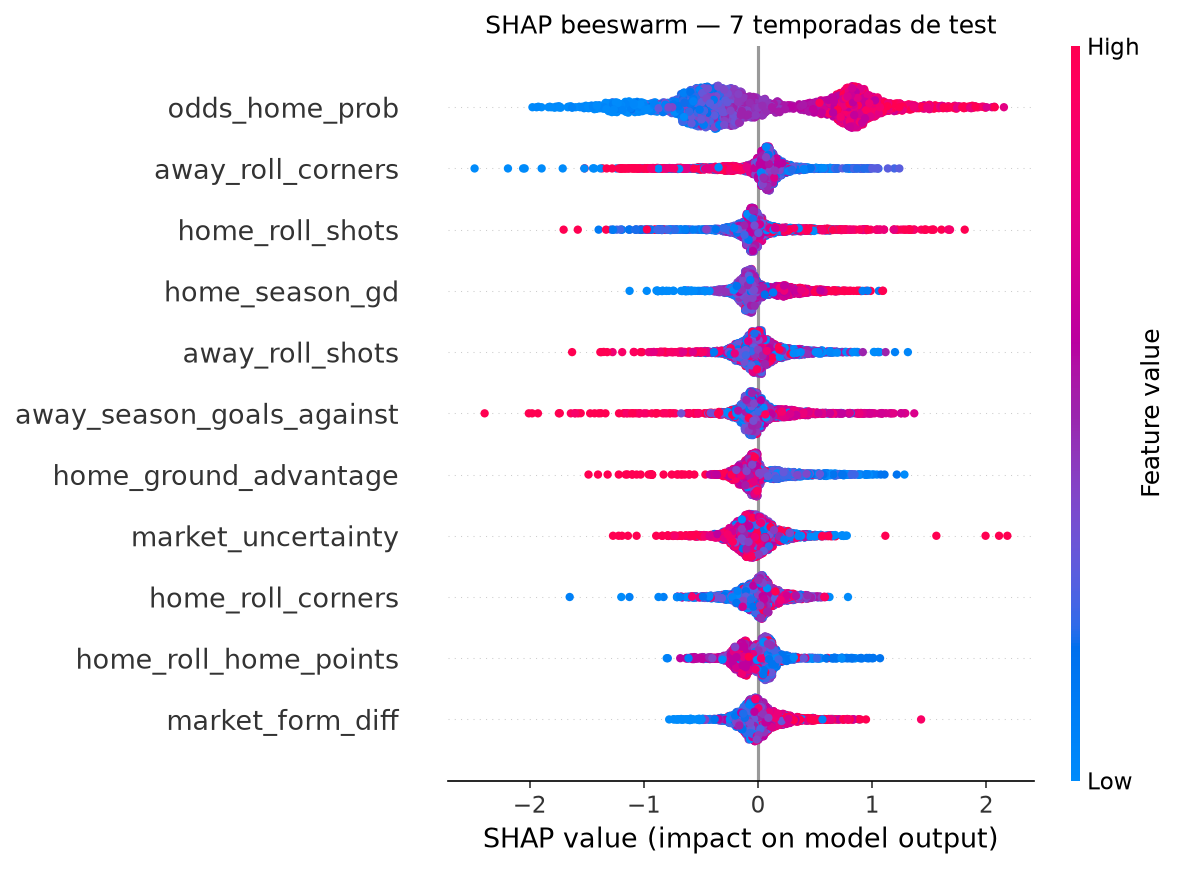 SHAP beeswarm — 7 temporadas de test
High
odds_home_prob
away_roll_corners
home_roll_shots
home_season_gd
away_roll_shots
away_season_goals_against
home_ground_advantage
market_uncertainty
home_roll_corners
home_roll_home_points
market_form_diff
Feature value
Low
−2 −1 0 1 2
SHAP value (impact on model output)